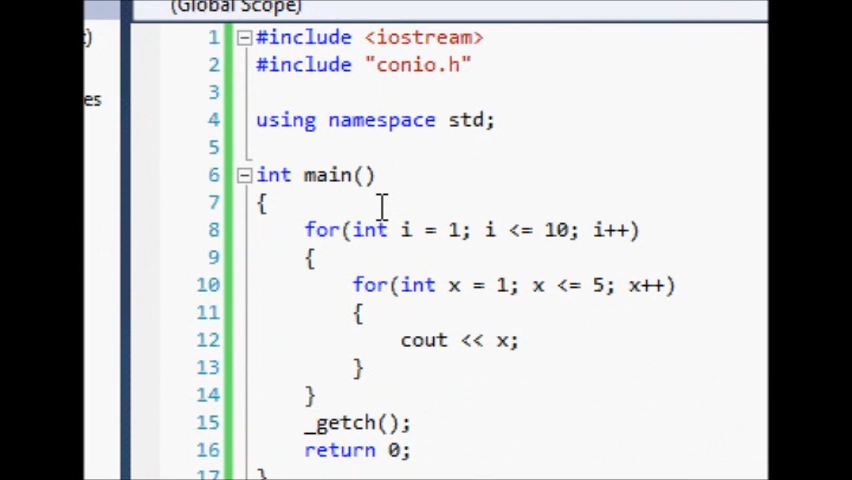 (Global Scope)
1 #include <iostream>
2 #include "conio.h"
3
4 using namespace std;
5
6 int main()
7 {
8 for(int i = 1; i <= 10; i++)
9 {
10 for(int x = 1; x <= 5; x++)
11 {
12 cout << x;
13 }
14 }
15 _getch();
16 return 0;
17 }
)
es